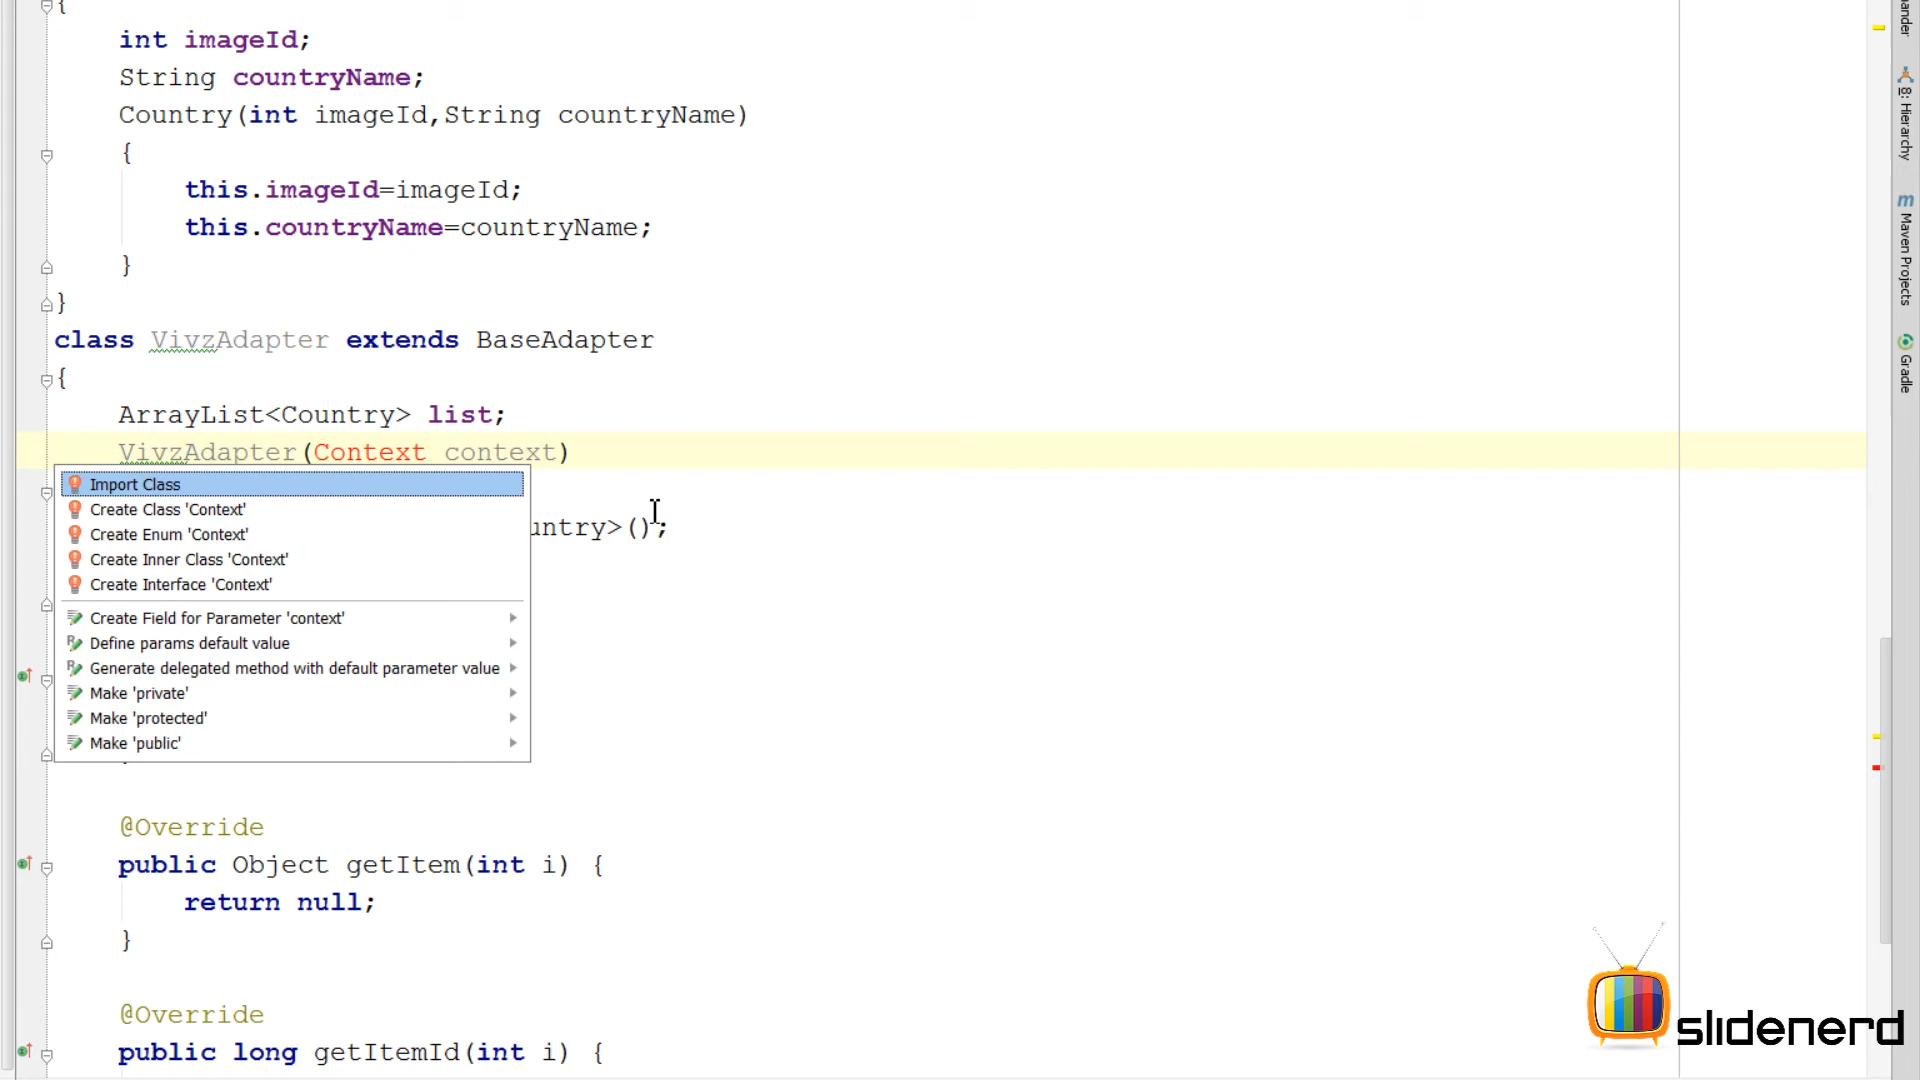 {
int imageId;
String countryName;
Country(int imageId,String countryName)
{
this.imageId=imageId;
this.countryName=countryName;
}
}
class VivzAdapter extends BaseAdapter
{
ArrayList<Country> list;
VivzAdapter(Context context)
Import Class
Create Class 'Context'
untry>();
Create Enum 'Context'
Create Inner Class 'Context'
Create Interface 'Context'
Create Field for Parameter 'context'
Define params default value
Generate delegated method with default parameter value
Make 'private'
Make 'protected'
Make 'public'
@Override
public Object getItem(int i) {
return null;
}
@Override
public long getItemId(int i) {
8: Hierarchy
m Maven Projects
Gradle
slidenerd